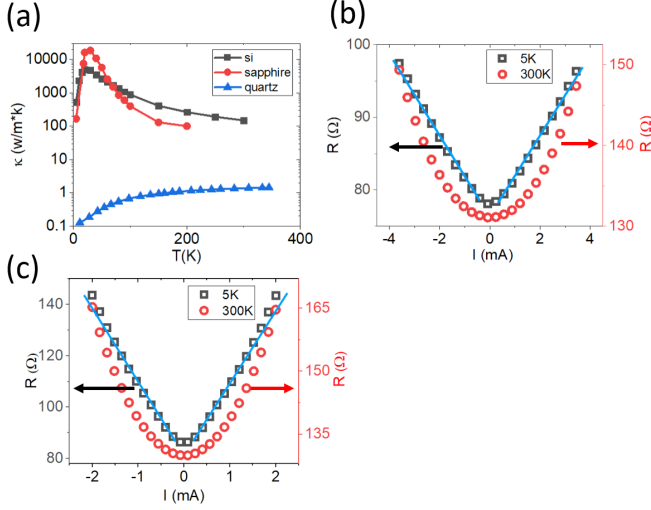 (a)
κ (w/m*k)
10000
1000
100
10
1
0.1
si
sapphire
quartz
0
200
400
T(K)
(b)
R (Ω)
100
90
80
5K
300K
150
140
130
R (Ω)
-4
-2
0
2
4
I (mA)
(c)
R (Ω)
140
120
100
80
5K
300K
165
150
135
R (Ω)
-2
-1
0
1
2
I (mA)